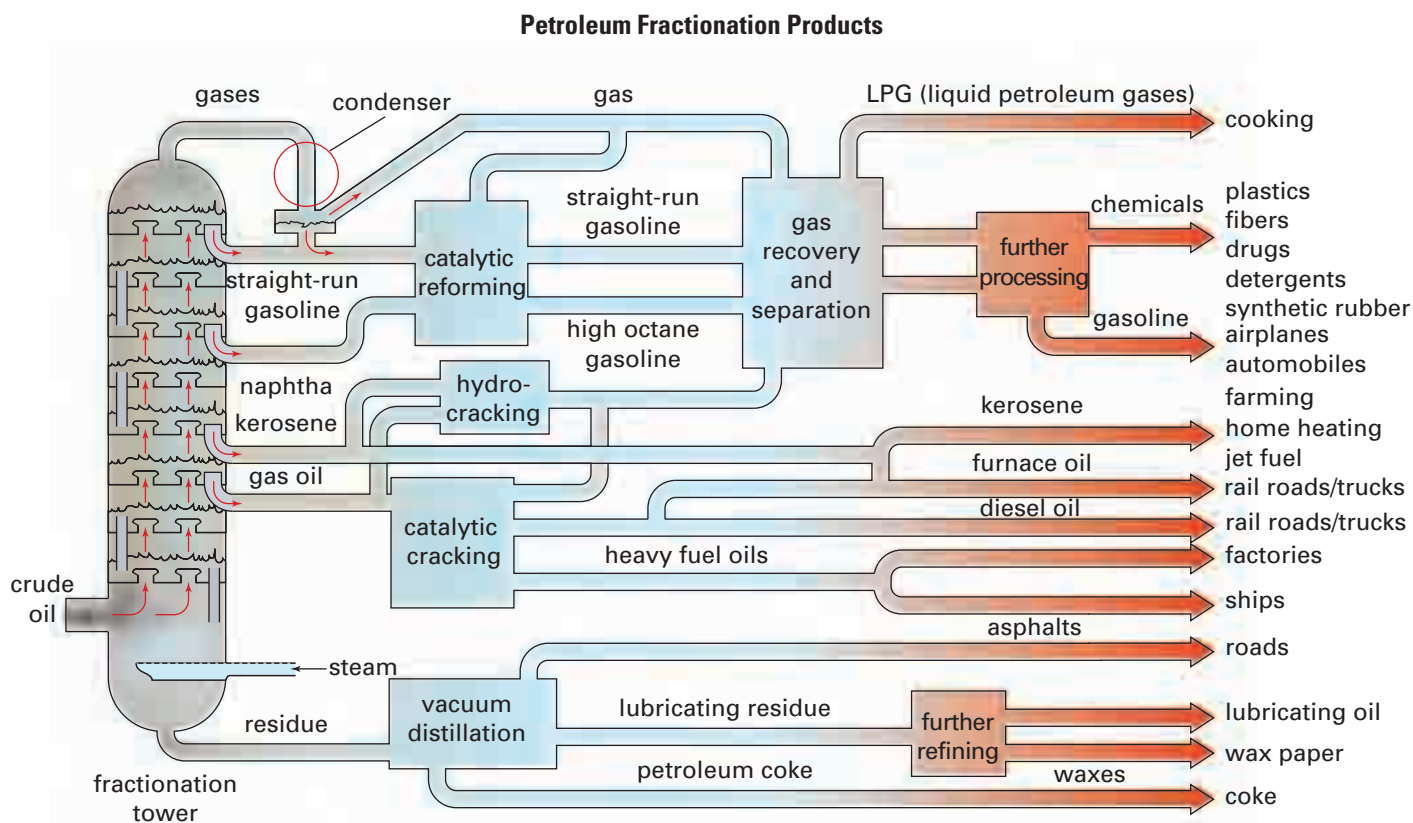 Petroleum Fractionation Products
gases
condenser
gas
LPG (liquid petroleum gases)
cooking
straight-run
gasoline
catalytic
reforming
straight-run
gasoline
high octane
gasoline
gas
recovery
and
separation
further
processing
chemicals
plastics
fibers
drugs
detergents
synthetic rubber
gasoline
airplanes
automobiles
farming
naphtha
kerosene
hydro-
cracking
kerosene
home heating
jet fuel
gas oil
furnace oil
rail roads/trucks
catalytic
cracking
diesel oil
rail roads/trucks
heavy fuel oils
factories
ships
crude
oil
steam
asphalts
roads
residue
vacuum
distillation
lubricating residue
further
refining
lubricating oil
wax paper
petroleum coke
waxes
coke
fractionation
tower